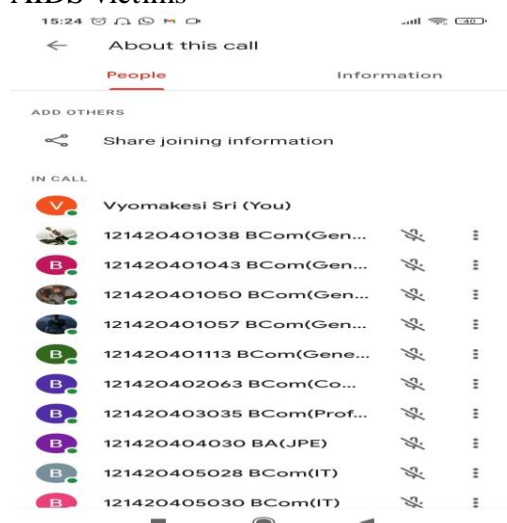 AIDS victims
15:24
40
About this call
People
Information
ADD OTHERS
Share joining information
IN CALL
V
Vyomakesi Sri (You)
121420401038 BCom(Gen...
B
121420401043 BCom(Gen...
121420401050 BCom(Gen...
121420401057 BCom(Gen...
B
121420401113 BCom(Gene...
B
121420402063 BCom(Co...
B
121420403035 BCom(Prof...
B
121420404030 BA(JPE)
B
121420405028 BCom(IT)
B
121420405030 BCom(IT)